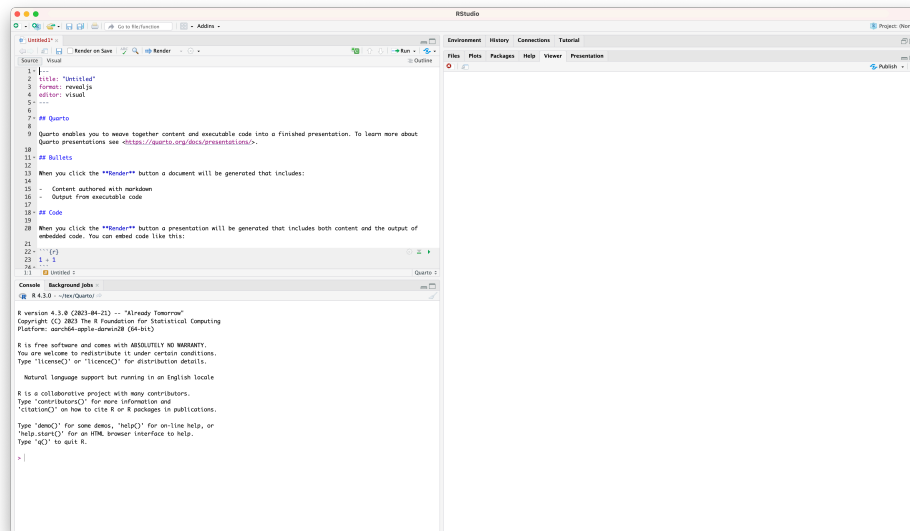 RStudio
Go to file/function
Addins
Project: (Non
Untitled1*
Render on Save
Render
Run
Source Visual
Outline
1 ---
2 title: "Untitled"
3 format: revealjs
4 editor: visual
5 ---
6
7 ## Quarto
8
9 Quarto enables you to weave together content and executable code into a finished presentation. To learn more about
Quarto presentations see <https://quarto.org/docs/presentations/>.
10
11 ## Bullets
12
13 When you click the **Render** button a document will be generated that includes:
14
15 - Content authored with markdown
16 - Output from executable code
17
18 ## Code
19
20 When you click the **Render** button a presentation will be generated that includes both content and the output of
embedded code. You can embed code like this:
21
22 ```{r}
23 1 + 1
24 ```
1:1 Untitled Quarto
Console Background Jobs
R 4.3.0 · ~/tex/Quarto/
R version 4.3.0 (2023-04-21) -- "Already Tomorrow"
Copyright (C) 2023 The R Foundation for Statistical Computing
Platform: aarch64-apple-darwin20 (64-bit)
R is free software and comes with ABSOLUTELY NO WARRANTY.
You are welcome to redistribute it under certain conditions.
Type 'license()' or 'licence()' for distribution details.
Natural language support but running in an English locale
R is a collaborative project with many contributors.
Type 'contributors()' for more information and
'citation()' on how to cite R or R packages in publications.
Type 'demo()' for some demos, 'help()' for on-line help, or
'help.start()' for an HTML browser interface to help.
Type 'q()' to quit R.
>
Environment History Connections Tutorial
Files Plots Packages Help Viewer Presentation
Publish